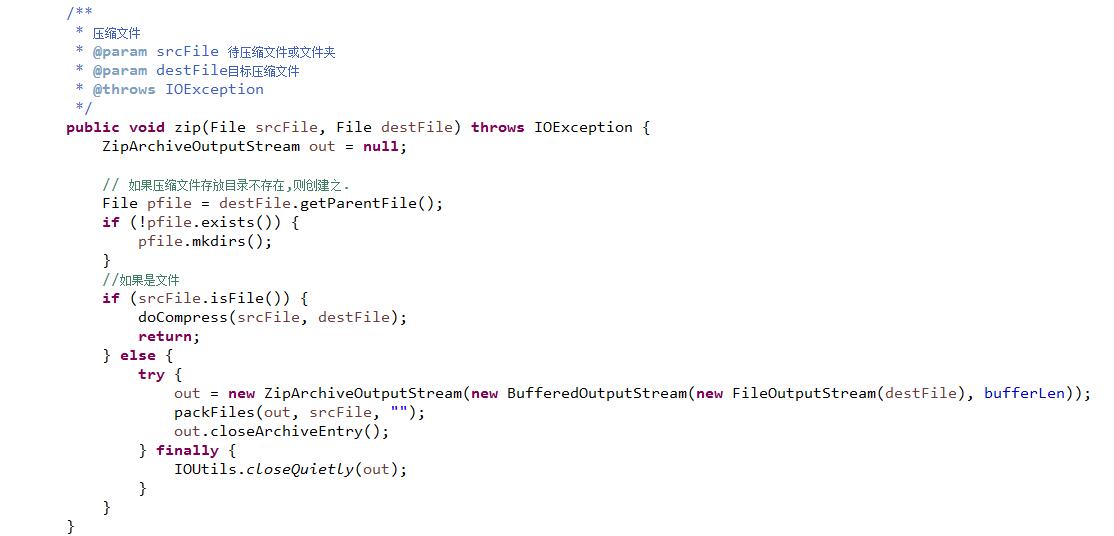 /**
 * 压缩文件
 * @param srcFile 待压缩文件或文件夹
 * @param destFile目标压缩文件
 * @throws IOException
 */
public void zip(File srcFile, File destFile) throws IOException {
    ZipArchiveOutputStream out = null;

    // 如果压缩文件存放目录不存在,则创建之.
    File pfile = destFile.getParentFile();
    if (!pfile.exists()) {
        pfile.mkdirs();
    }
    //如果是文件
    if (srcFile.isFile()) {
        doCompress(srcFile, destFile);
        return;
    } else {
        try {
            out = new ZipArchiveOutputStream(new BufferedOutputStream(new FileOutputStream(destFile), bufferLen));
            packFiles(out, srcFile, "");
            out.closeArchiveEntry();
        } finally {
            IOUtils.closeQuietly(out);
        }
    }
}